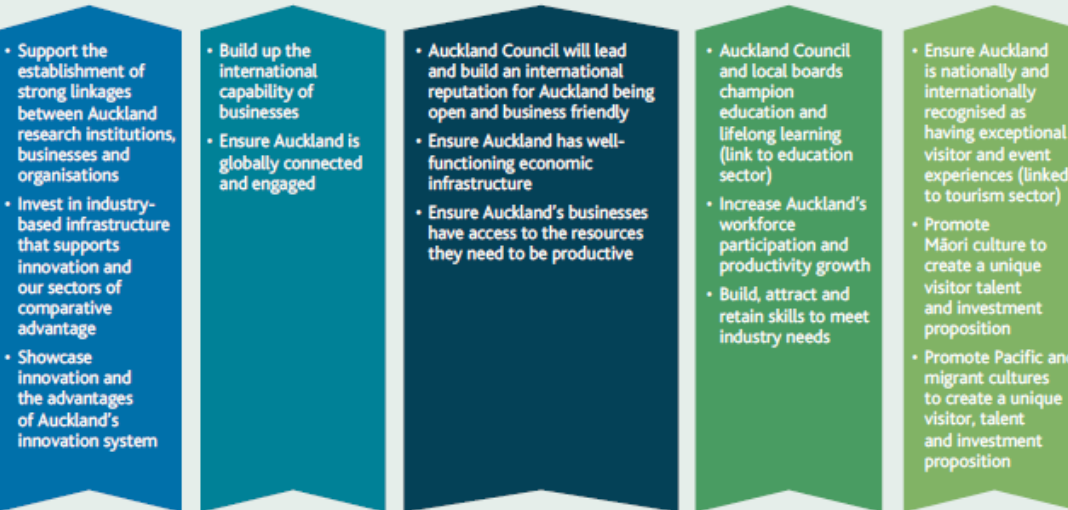 • Support the
establishment of
strong linkages
between Auckland
research institutions,
businesses and
organisations
• Invest in industry-
based infrastructure
that supports
innovation and
our sectors of
comparative
advantage
• Showcase
innovation and
the advantages
of Auckland's
innovation system
• Build up the
international
capability of
businesses
• Ensure Auckland is
globally connected
and engaged
• Auckland Council will lead
and build an international
reputation for Auckland being
open and business friendly
• Ensure Auckland has well-
functioning economic
infrastructure
• Ensure Auckland's businesses
have access to the resources
they need to be productive
• Auckland Council
and local boards
champion
education and
lifelong learning
(link to education
sector)
• Increase Auckland's
workforce
participation and
productivity growth
• Build, attract and
retain skills to meet
industry needs
• Ensure Auckland
is nationally and
internationally
recognised as
having exceptional
visitor and event
experiences (linked
to tourism sector)
• Promote
Māori culture to
create a unique
visitor talent
and investment
proposition
• Promote Pacific and
migrant cultures
to create a unique
visitor, talent
and investment
proposition